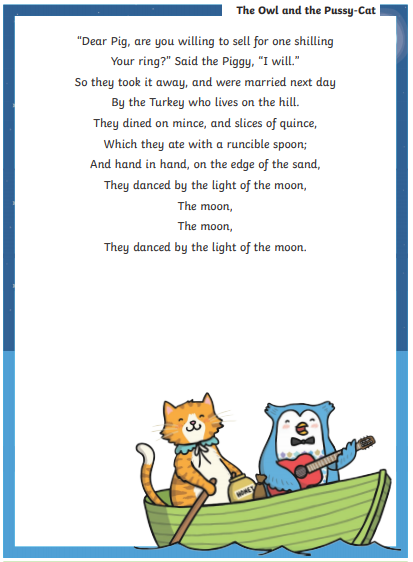 The Owl and the Pussy-Cat
“Dear Pig, are you willing to sell for one shilling
Your ring?” Said the Piggy, “I will.”
So they took it away, and were married next day
By the Turkey who lives on the hill.
They dined on mince, and slices of quince,
Which they ate with a runcible spoon;
And hand in hand, on the edge of the sand,
They danced by the light of the moon,
The moon,
The moon,
They danced by the light of the moon.
HONEY